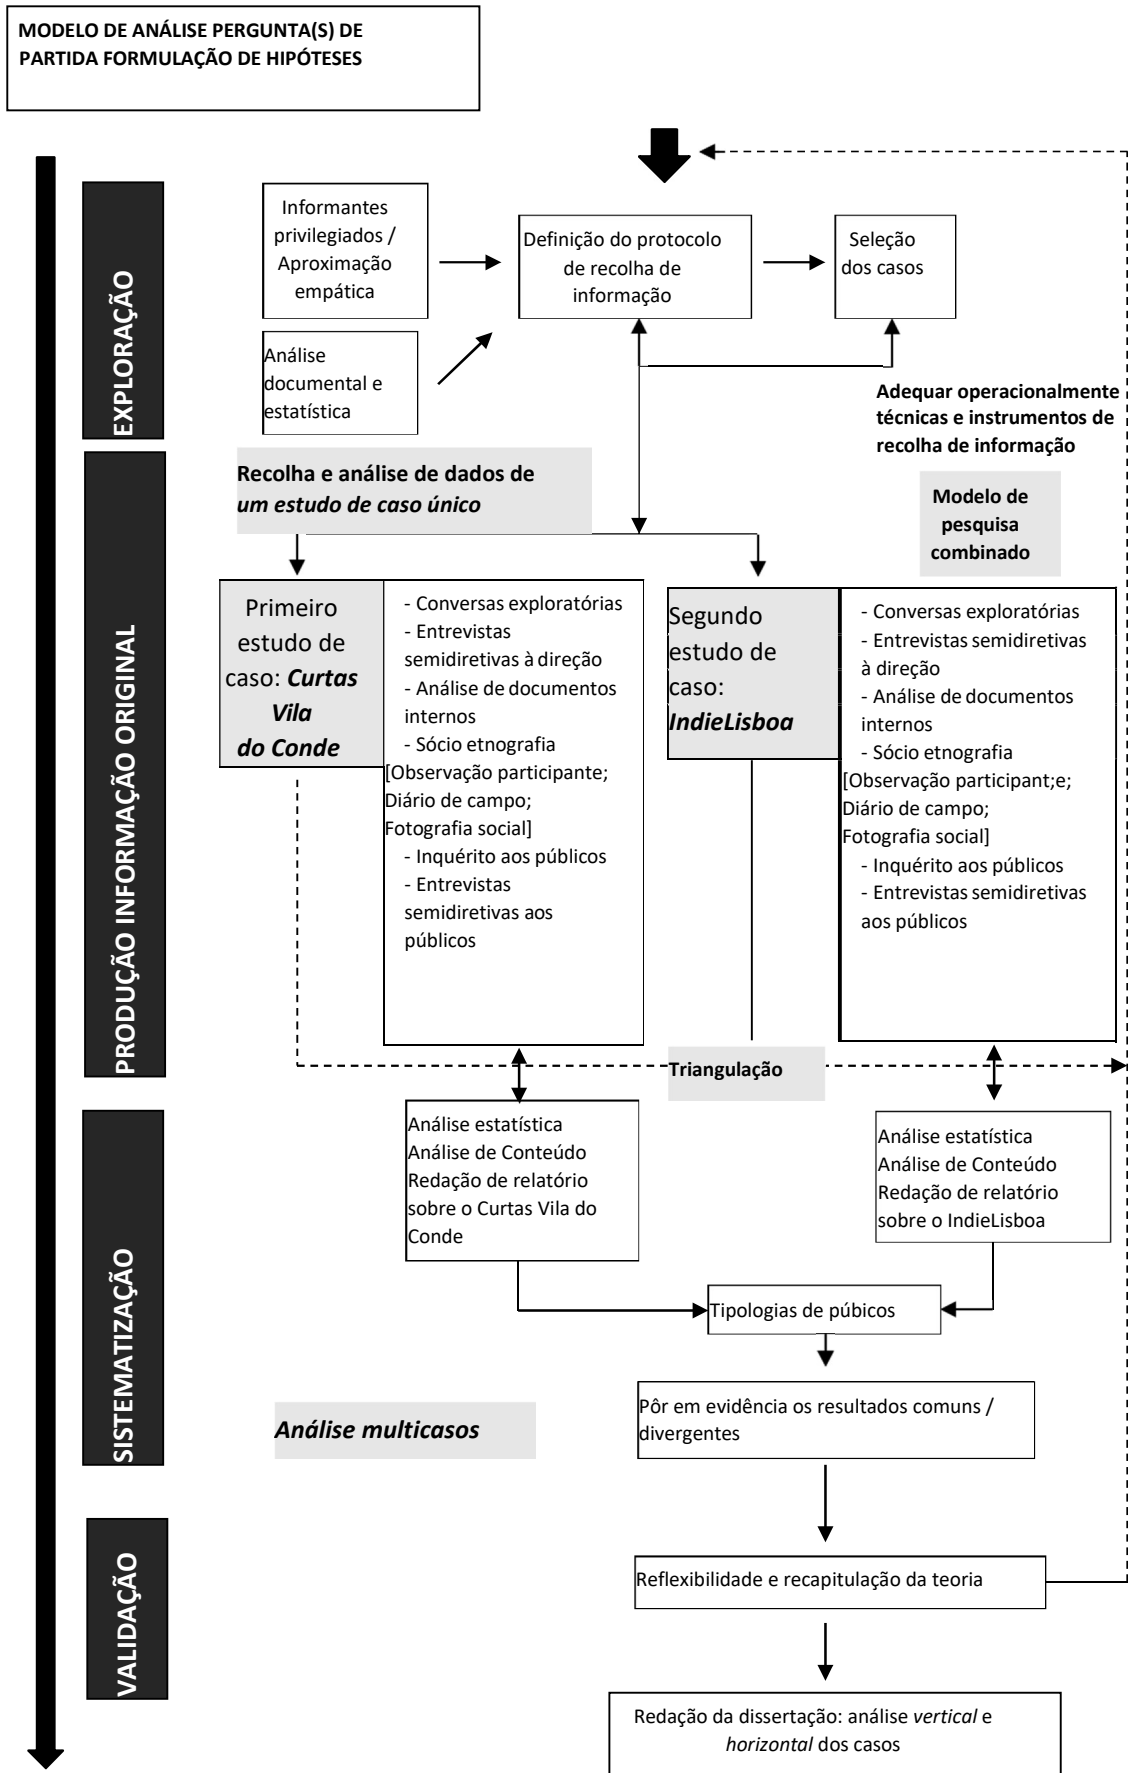 MODELO DE ANÁLISE PERGUNTA(S) DE
PARTIDA FORMULAÇÃO DE HIPÓTESES
EXPLORAÇÃO
Informantes
privilegiados /
Aproximação
empática
Definição do protocolo
de recolha de
informação
Seleção
dos casos
Análise
documental e
estatística
Adequar operacionalmente
técnicas e instrumentos de
recolha de informação
PRODUÇÃO INFORMAÇÃO ORIGINAL
Recolha e análise de dados de
um estudo de caso único
Modelo de
pesquisa
combinado
Primeiro
estudo de
caso: Curtas
Vila
do Conde
- Conversas exploratórias
- Entrevistas
semidiretivas à direção
- Análise de documentos
internos
- Sócio etnografia
[Observação participante;
Diário de campo;
Fotografia social]
- Inquérito aos públicos
- Entrevistas
semidiretivas aos
públicos
Segundo
estudo de
caso:
IndieLisboa
- Conversas exploratórias
- Entrevistas semidiretivas
à direção
- Análise de documentos
internos
- Sócio etnografia
[Observação participant;e;
Diário de campo;
Fotografia social]
- Inquérito aos públicos
- Entrevistas semidiretivas
aos públicos
Triangulação
SISTEMATIZAÇÃO
Análise estatística
Análise de Conteúdo
Redação de relatório
sobre o Curtas Vila do
Conde
Análise estatística
Análise de Conteúdo
Redação de relatório
sobre o IndieLisboa
Tipologias de púbicos
Análise multicasos
Pôr em evidência os resultados comuns /
divergentes
VALIDAÇÃO
Reflexibilidade e recapitulação da teoria
Redação da dissertação: análise vertical e
horizontal dos casos